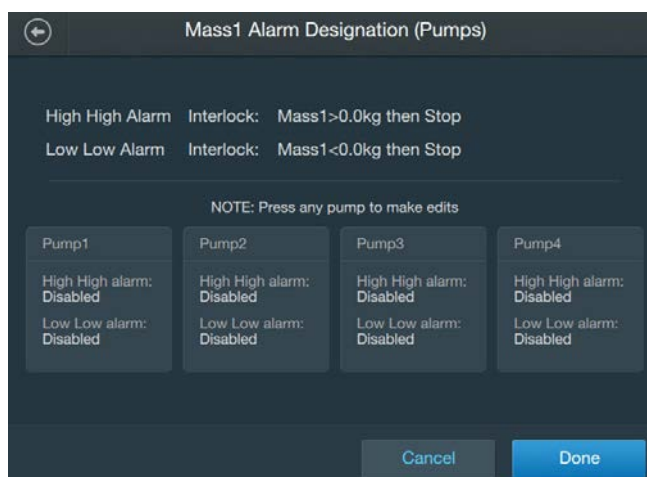 Mass1 Alarm Designation (Pumps)
High High Alarm Interlock: Mass1>0.0kg then Stop
Low Low Alarm Interlock: Mass1<0.0kg then Stop
NOTE: Press any pump to make edits
Pump1
High High alarm:
Disabled
Low Low alarm:
Disabled
Pump2
High High alarm:
Disabled
Low Low alarm:
Disabled
Pump3
High High alarm:
Disabled
Low Low alarm:
Disabled
Pump4
High High alarm:
Disabled
Low Low alarm:
Disabled
Cancel
Done